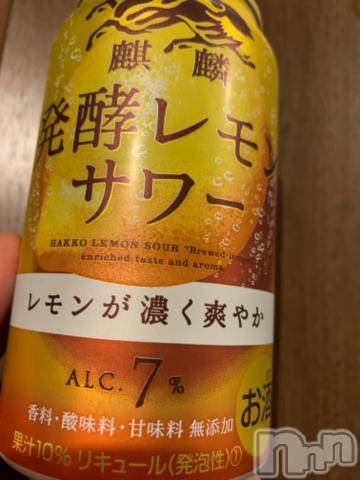 麒麟
発酵レモン
サワー
HAKKO LEMON SOUR "Brewed-lemon
enriched taste and aroma."
レモンが濃く爽やか
ALC. 7%
お酒
香料・酸味料・甘味料 無添加
果汁10% リキュール(発泡性)①
nnn